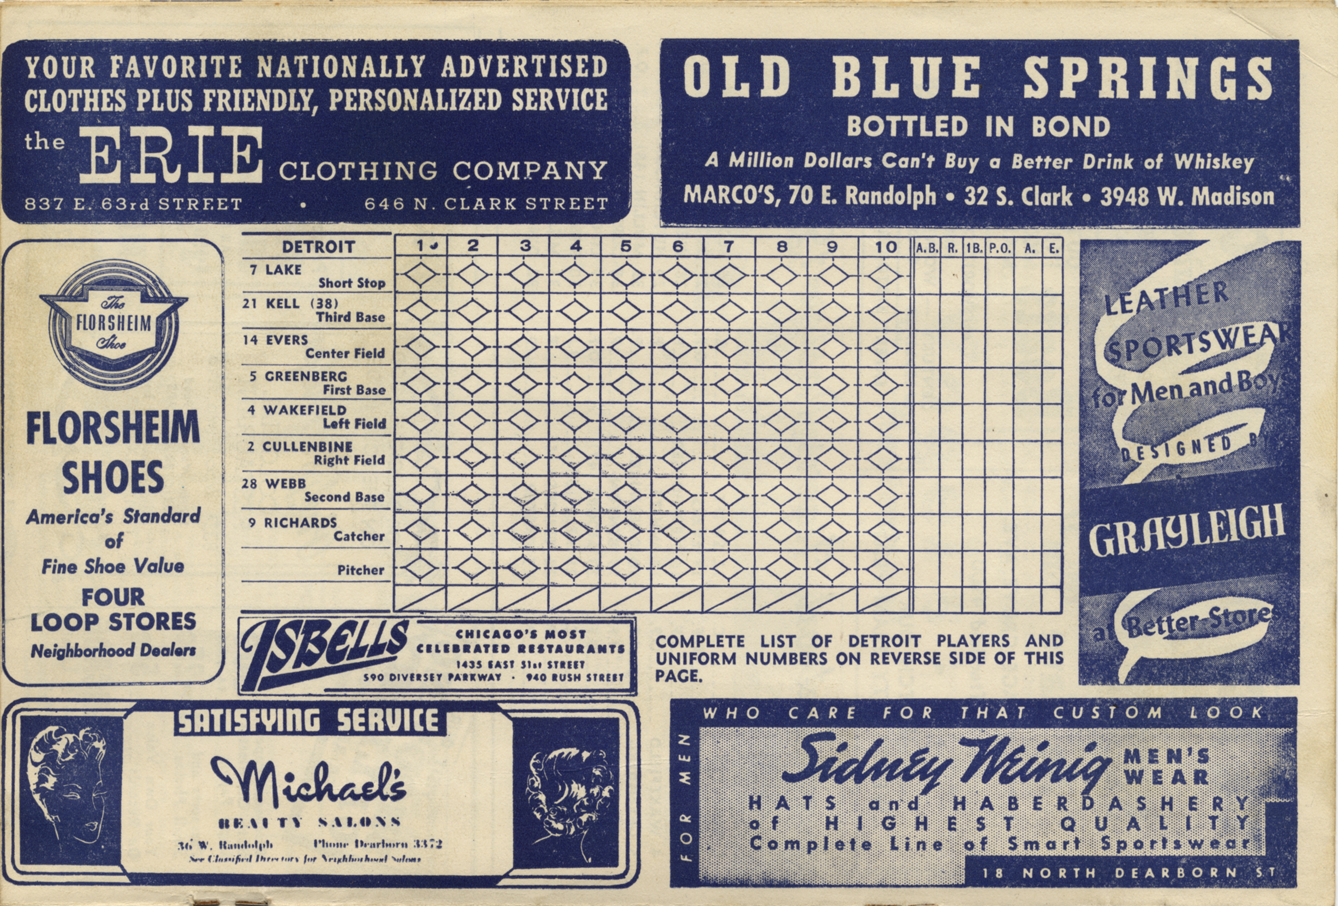 YOUR FAVORITE NATIONALLY ADVERTISED
CLOTHES PLUS FRIENDLY, PERSONALIZED SERVICE
the ERIE CLOTHING COMPANY
837 E. 63rd STREET • 646 N. CLARK STREET
OLD BLUE SPRINGS
BOTTLED IN BOND
A Million Dollars Can't Buy a Better Drink of Whiskey
MARCO'S, 70 E. Randolph • 32 S. Clark • 3948 W. Madison
The
FLORSHEIM
Shoe
FLORSHEIM
SHOES
America's Standard
of
Fine Shoe Value
FOUR
LOOP STORES
Neighborhood Dealers
DETROIT 1 2 3 4 5 6 7 8 9 10 A.B. R. 1B. P.O. A. E.
7 LAKE
Short Stop
21 KELL (38)
Third Base
14 EVERS
Center Field
5 GREENBERG
First Base
4 WAKEFIELD
Left Field
2 CULLENBINE
Right Field
28 WEBB
Second Base
9 RICHARDS
Catcher
Pitcher
LEATHER
SPORTSWEAR
for Men and Boys
DESIGNED BY
GRAYLEIGH
at Better Stores
ISBELLS
CHICAGO'S MOST
CELEBRATED RESTAURANTS
1435 EAST 51st STREET
590 DIVERSEY PARKWAY · 940 RUSH STREET
COMPLETE LIST OF DETROIT PLAYERS AND
UNIFORM NUMBERS ON REVERSE SIDE OF THIS
PAGE.
SATISFYING SERVICE
Michael's
BEAUTY SALONS
36 W. Randolph Phone Dearborn 3372
See Classified Directory for Neighborhood Salons
WHO CARE FOR THAT CUSTOM LOOK
FOR MEN
Sidney Weinig MEN'S
WEAR
HATS and HABERDASHERY
of HIGHEST QUALITY
Complete Line of Smart Sportswear
18 NORTH DEARBORN ST